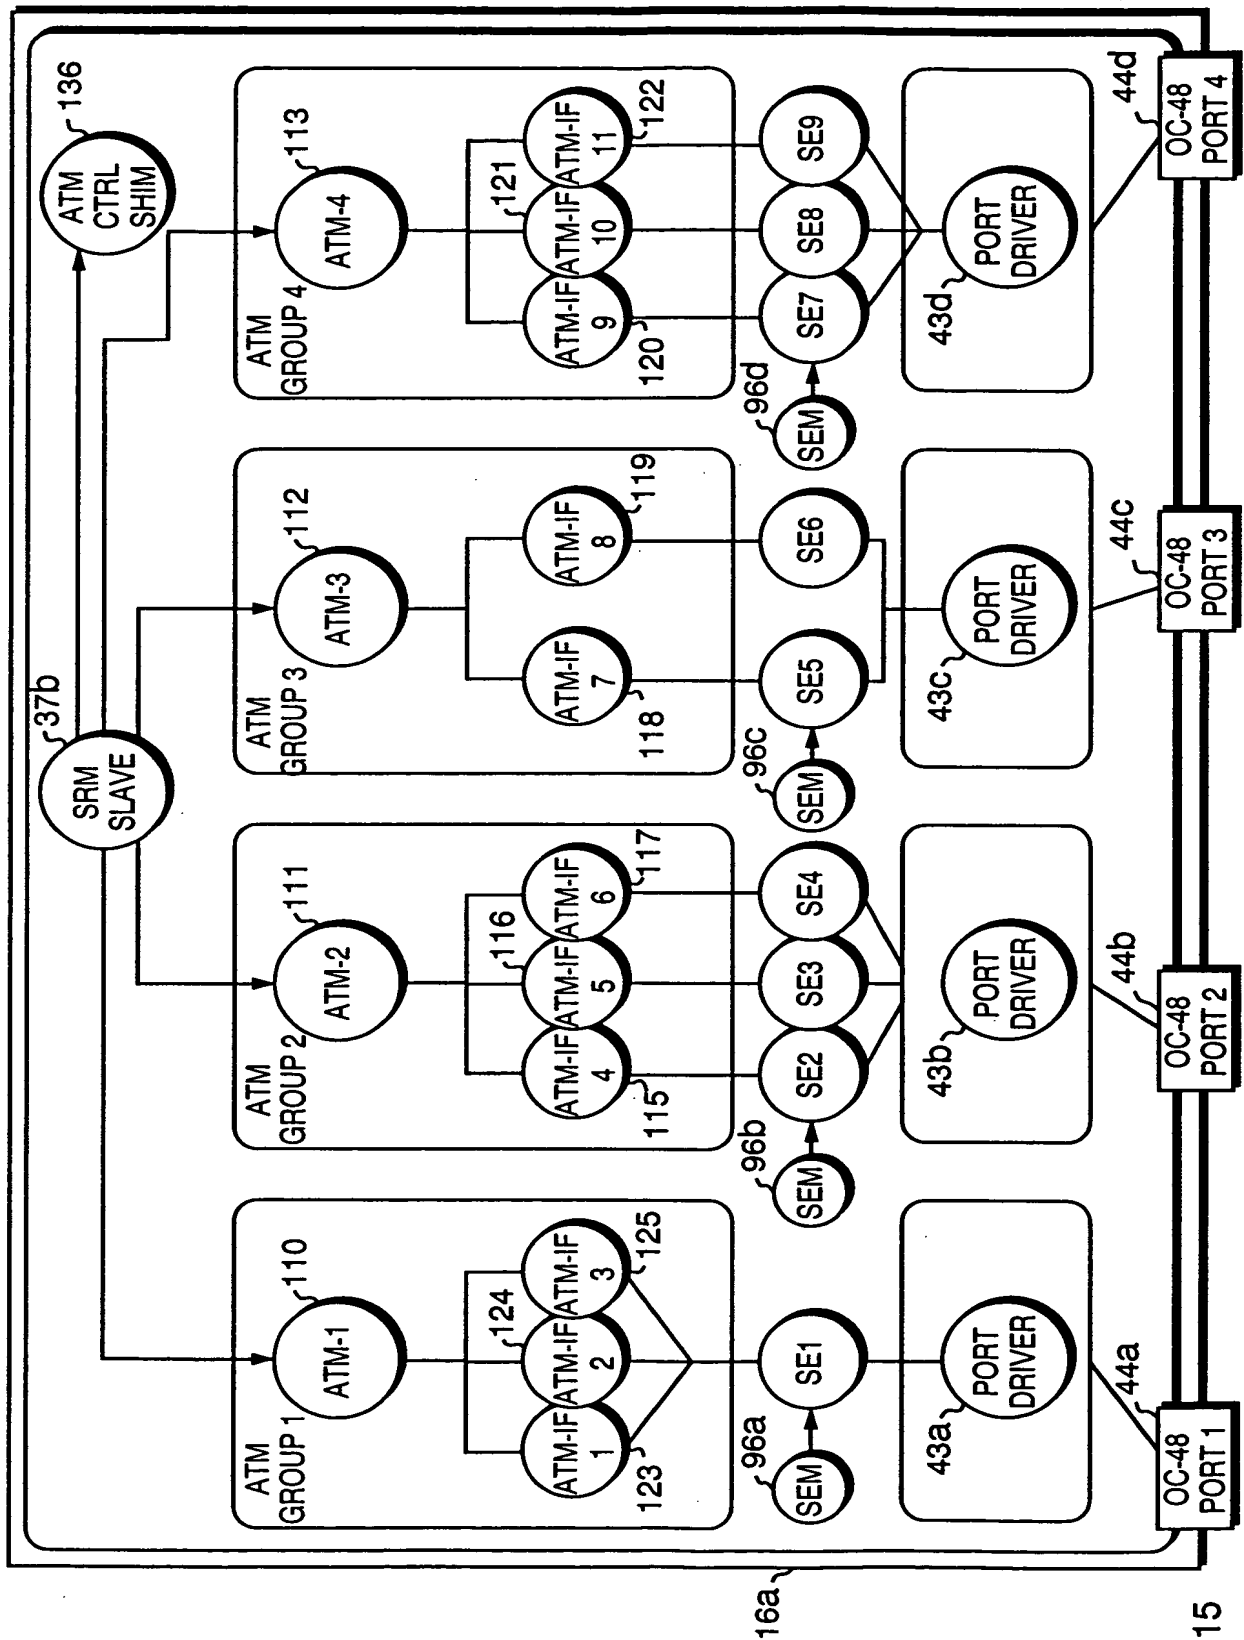 37b
SRM
SLAVE
136
ATM
CTRL
SHIM
ATM
GROUP 1
110
ATM-1
124
ATM-IF
1
ATM-IF
2
ATM-IF
3
123
125
ATM
GROUP 2
111
ATM-2
116
ATM-IF
4
ATM-IF
5
ATM-IF
6
115
117
ATM
GROUP 3
112
ATM-3
ATM-IF
7
ATM-IF
8
118
119
ATM
GROUP 4
113
ATM-4
121
ATM-IF
9
ATM-IF
10
ATM-IF
11
120
122
96a
SEM
SE1
96b
SEM
SE2
SE3
SE4
96c
SEM
SE5
SE6
96d
SEM
SE7
SE8
SE9
43a
PORT
DRIVER
43b
PORT
DRIVER
43c
PORT
DRIVER
43d
PORT
DRIVER
44a
OC-48
PORT 1
44b
OC-48
PORT 2
44c
OC-48
PORT 3
44d
OC-48
PORT 4
16a
15